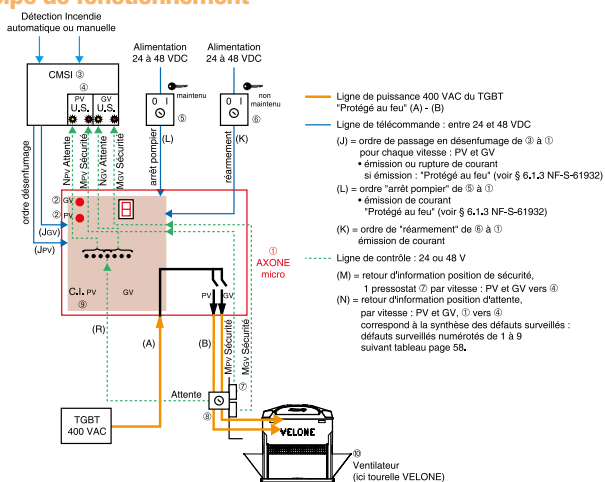 cipe de fonctionnement
Détection Incendie
automatique ou manuelle
Alimentation
24 à 48 VDC
Alimentation
24 à 48 VDC
CMSI ③
④
PV
U.S.
GV
U.S.
maintenu
0 I
⑤
(L)
non
maintenu
0 I
⑥
(K)
ordre désenfumage
NPV Attente
MPV Sécurité
NGV Attente
MGV Sécurité
arrêt pompier
réarmement
② GV
② PV
(JGV)
(JPV)
① 
AXONE
micro
C.I. PV
GV
⑨
PV
GV
(R)
(A)
(B)
MPV Sécurité
MGV Sécurité
Attente
⑦
⑧
TGBT
400 VAC
VELONE
⑩
Ventilateur
(ici tourelle VELONE)
Ligne de puissance 400 VAC du TGBT
"Protégé au feu" (A) - (B)
Ligne de télécommande : entre 24 et 48 VDC
(J) = ordre de passage en désenfumage de ③ à ①
pour chaque vitesse : PV et GV
• émission ou rupture de courant
si émission : "Protégé au feu" (voir § 6.1.3 NF-S-61932)
(L) = ordre "arrêt pompier" de ⑤ à ①
• émission de courant
"Protégé au feu" (voir § 6.1.3 NF-S-61932)
(K) = ordre de "réarmement" de ⑥ à ①
émission de courant
Ligne de contrôle : 24 ou 48 V
(M) = retour d'information position de sécurité,
1 pressostat ⑦ par vitesse : PV et GV vers ④
(N) = retour d'information position d'attente,
par vitesse : PV et GV, ① vers ④
correspond à la synthèse des défauts surveillés :
défauts surveillés numérotés de 1 à 9
suivant tableau page 58.